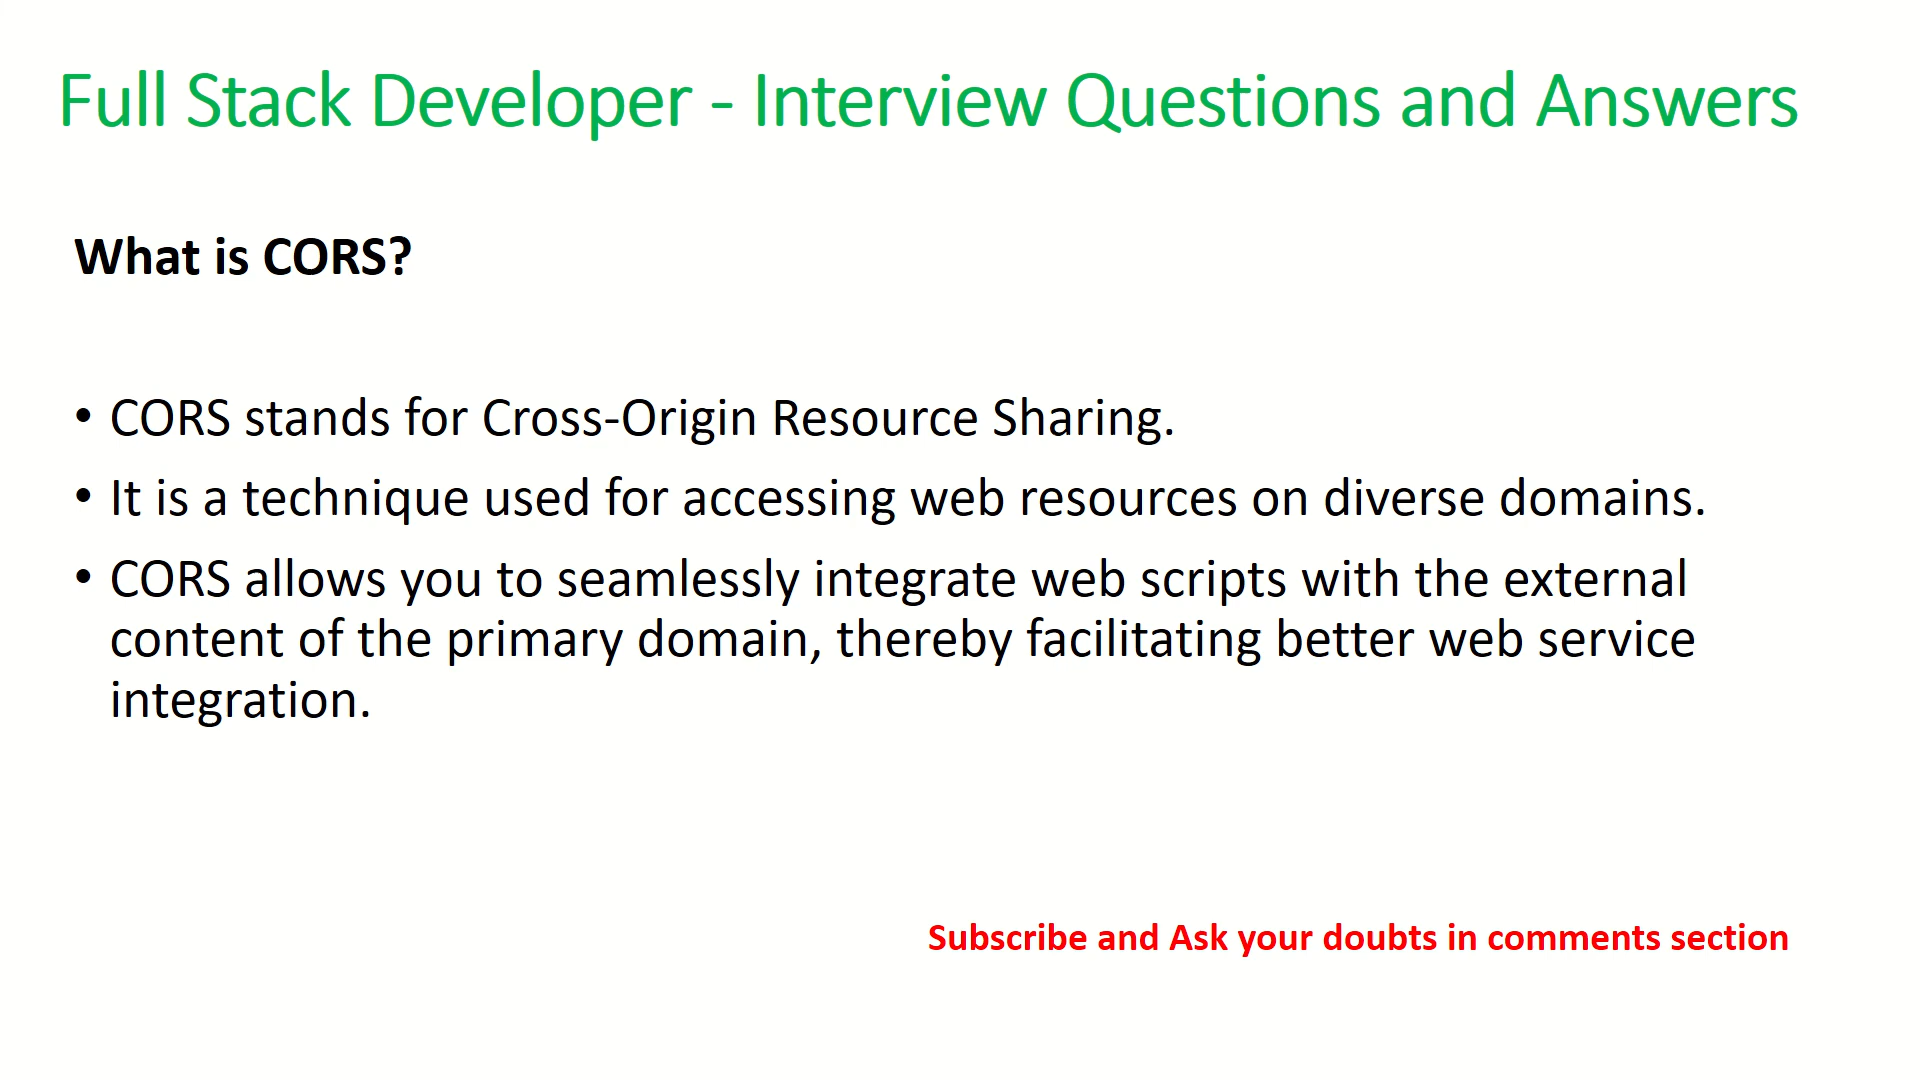 Full Stack Developer - Interview Questions and Answers
What is CORS?
• CORS stands for Cross-Origin Resource Sharing.
• It is a technique used for accessing web resources on diverse domains.
• CORS allows you to seamlessly integrate web scripts with the external
content of the primary domain, thereby facilitating better web service
integration.
Subscribe and Ask your doubts in comments section